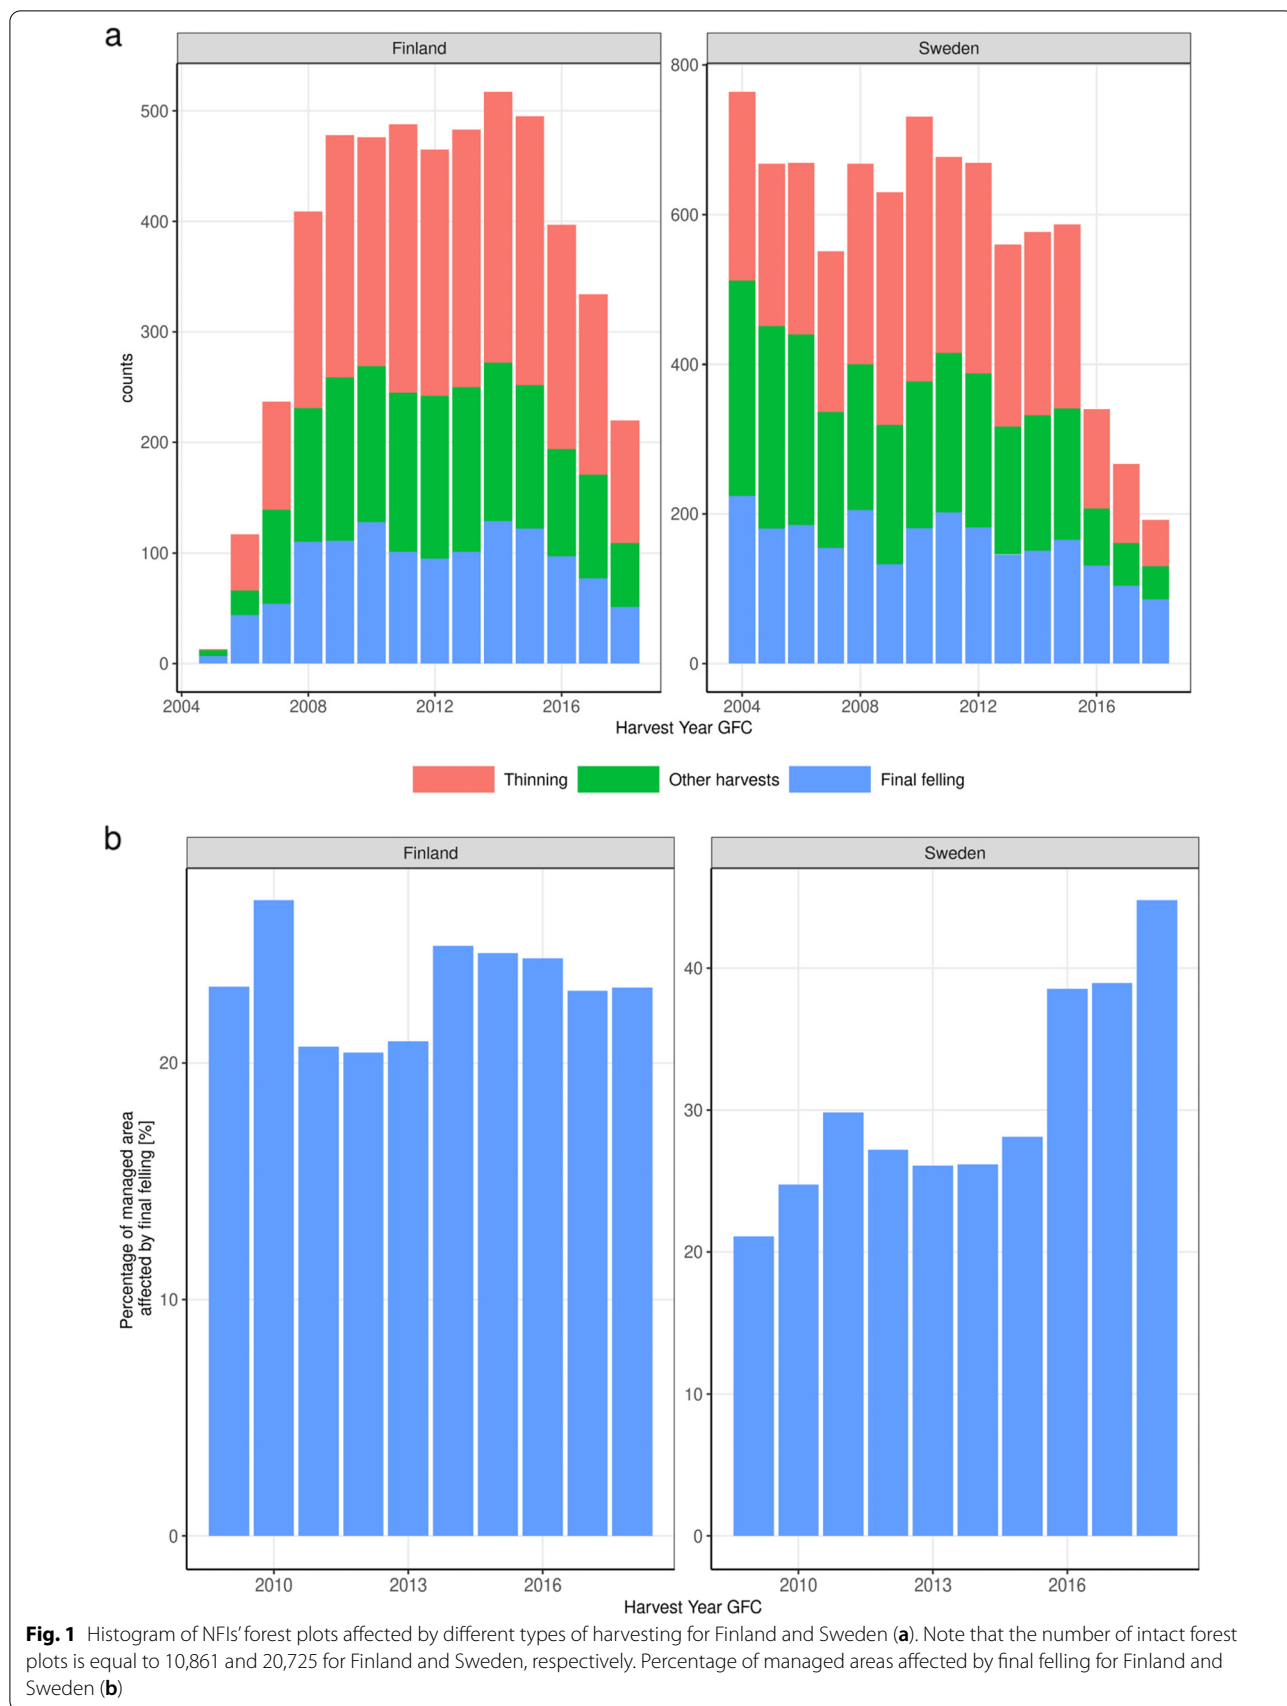 a
Finland
Sweden
500
400
300
200
100
0
counts
2004
2008
2012
2016
800
600
400
200
0
2004
2008
2012
2016
Harvest Year GFC
Thinning
Other harvests
Final felling
b
Finland
Sweden
20
10
0
Percentage of managed area
affected by final felling [%]
2010
2013
2016
40
30
20
10
0
2010
2013
2016
Harvest Year GFC
Fig. 1 Histogram of NFIs' forest plots affected by different types of harvesting for Finland and Sweden (a). Note that the number of intact forest
plots is equal to 10,861 and 20,725 for Finland and Sweden, respectively. Percentage of managed areas affected by final felling for Finland and
Sweden (b)